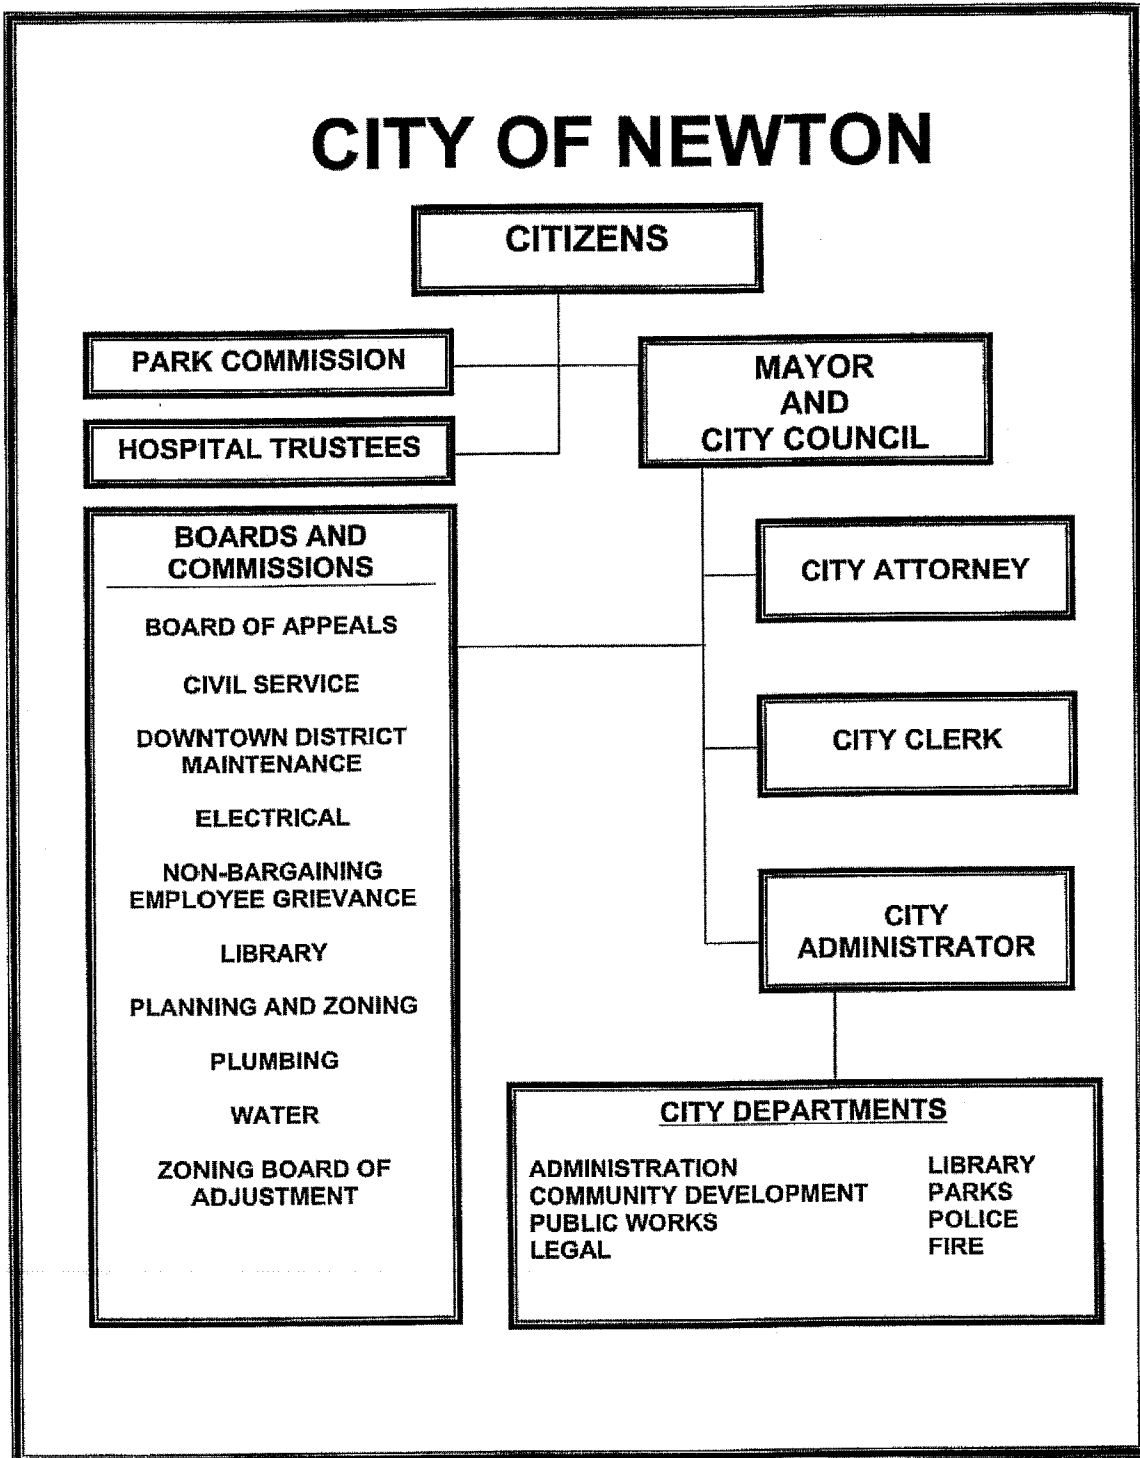 CITY OF NEWTON
CITIZENS
PARK COMMISSION
HOSPITAL TRUSTEES
MAYOR
AND
CITY COUNCIL
BOARDS AND
COMMISSIONS
BOARD OF APPEALS
CIVIL SERVICE
DOWNTOWN DISTRICT
MAINTENANCE
ELECTRICAL
NON-BARGAINING
EMPLOYEE GRIEVANCE
LIBRARY
PLANNING AND ZONING
PLUMBING
WATER
ZONING BOARD OF
ADJUSTMENT
CITY ATTORNEY
CITY CLERK
CITY
ADMINISTRATOR
CITY DEPARTMENTS
ADMINISTRATION
COMMUNITY DEVELOPMENT
PUBLIC WORKS
LEGAL
LIBRARY
PARKS
POLICE
FIRE